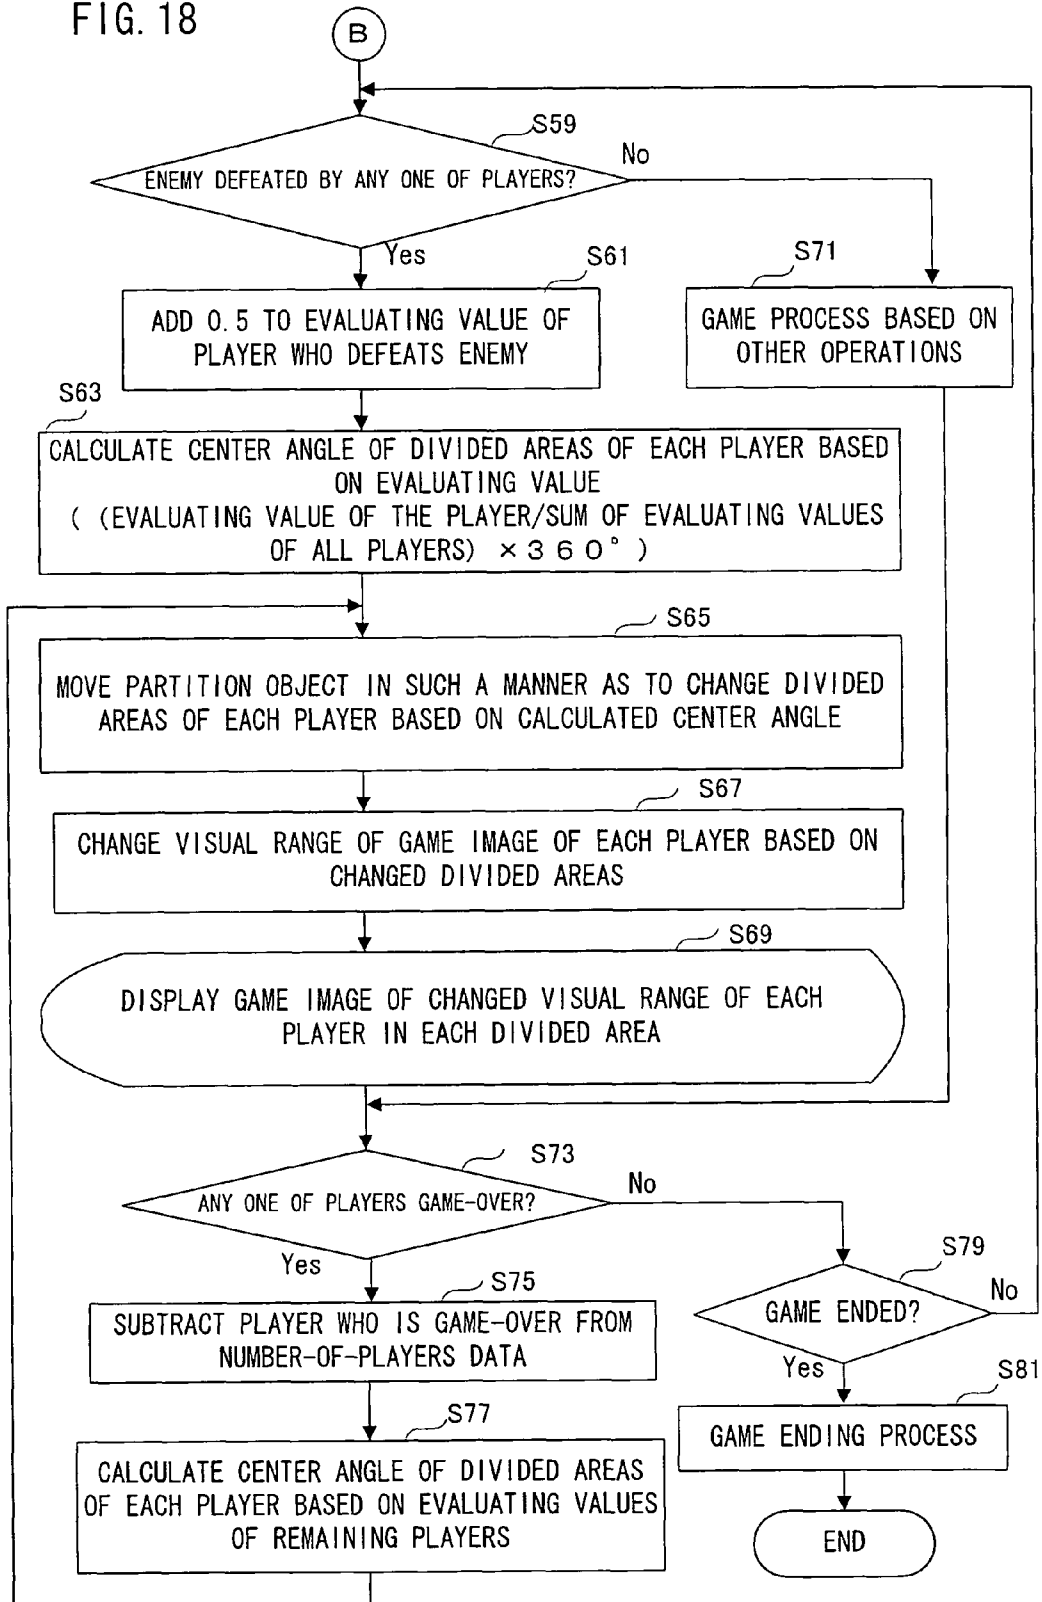 FIG. 18
B
S59
No
ENEMY DEFEATED BY ANY ONE OF PLAYERS?
Yes
S61
S71
ADD 0.5 TO EVALUATING VALUE OF
PLAYER WHO DEFEATS ENEMY
GAME PROCESS BASED ON
OTHER OPERATIONS
S63
CALCULATE CENTER ANGLE OF DIVIDED AREAS OF EACH PLAYER BASED
ON EVALUATING VALUE
( (EVALUATING VALUE OF THE PLAYER/SUM OF EVALUATING VALUES
OF ALL PLAYERS) ×360° )
S65
MOVE PARTITION OBJECT IN SUCH A MANNER AS TO CHANGE DIVIDED
AREAS OF EACH PLAYER BASED ON CALCULATED CENTER ANGLE
S67
CHANGE VISUAL RANGE OF GAME IMAGE OF EACH PLAYER BASED ON
CHANGED DIVIDED AREAS
S69
DISPLAY GAME IMAGE OF CHANGED VISUAL RANGE OF EACH
PLAYER IN EACH DIVIDED AREA
S73
ANY ONE OF PLAYERS GAME-OVER?
No
Yes
S79
S75
GAME ENDED?
No
SUBTRACT PLAYER WHO IS GAME-OVER FROM
NUMBER-OF-PLAYERS DATA
Yes
S81
S77
GAME ENDING PROCESS
CALCULATE CENTER ANGLE OF DIVIDED AREAS
OF EACH PLAYER BASED ON EVALUATING VALUES
OF REMAINING PLAYERS
END